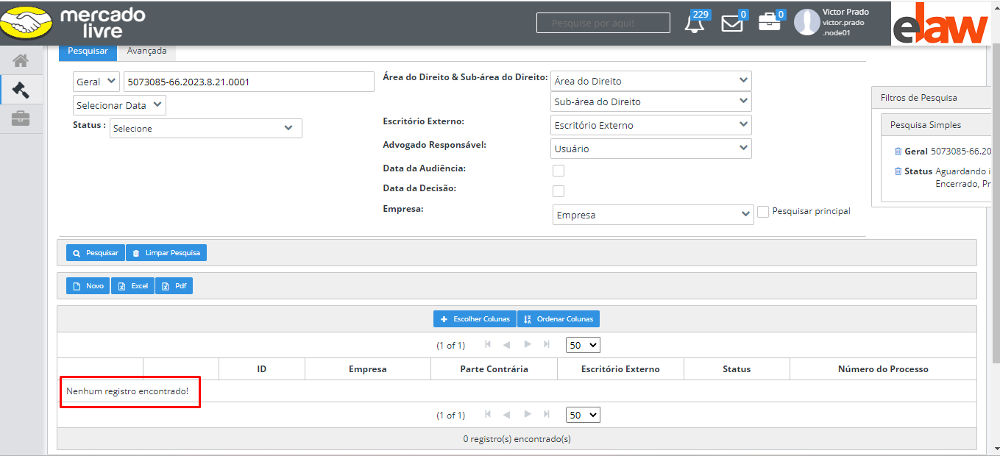 mercado
livre
Pesquise por aqui!
229
0
0
Victor Prado
victor.prado
.node01
elaw
Pesquisar
Avançada
Geral
5073085-66.2023.8.21.0001
Selecionar Data
Status :
Selecione
Área do Direito & Sub-área do Direito:
Área do Direito
Sub-área do Direito
Escritório Externo:
Escritório Externo
Advogado Responsável:
Usuário
Data da Audiência:
Data da Decisão:
Empresa:
Empresa
Pesquisar principal
Filtros de Pesquisa
Pesquisa Simples
Geral 5073085-66.20
Status Aguardando i
Encerrado, Pr
Pesquisar
Limpar Pesquisa
Novo
Excel
Pdf
Escolher Colunas
Ordenar Colunas
(1 of 1)
50
ID
Empresa
Parte Contrária
Escritório Externo
Status
Número do Processo
Nenhum registro encontrado!
(1 of 1)
50
0 registro(s) encontrado(s)